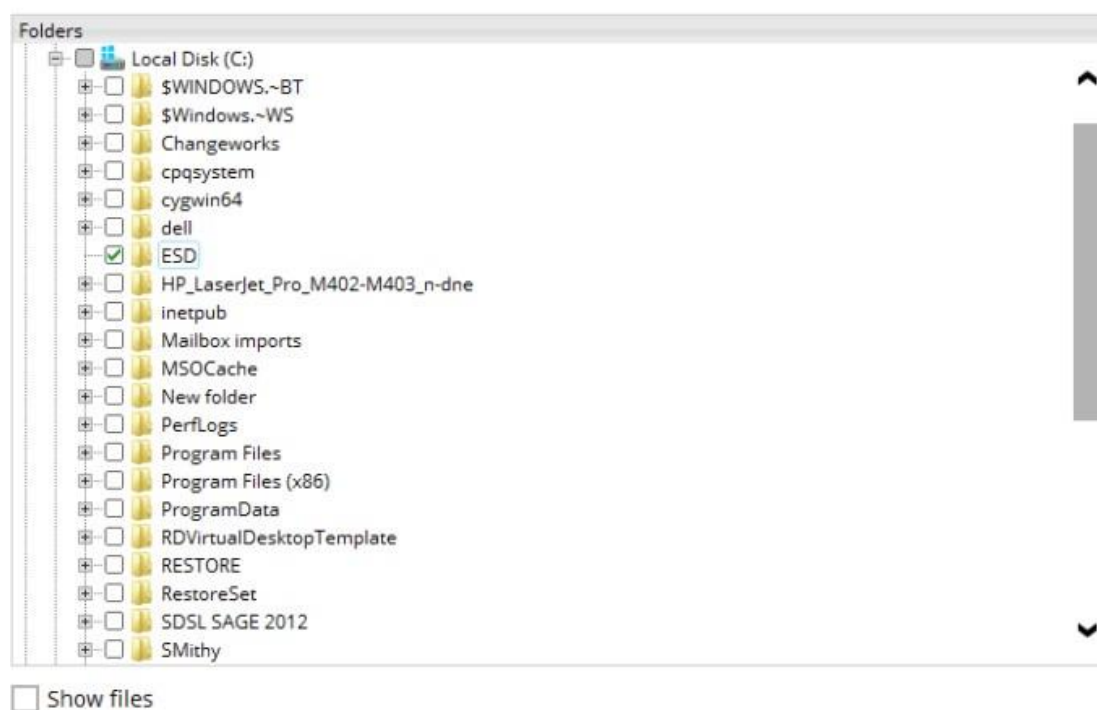 Folders
Local Disk (C:)
$WINDOWS.~BT
$Windows.~WS
Changeworks
cpqsystem
cygwin64
dell
ESD
HP_LaserJet_Pro_M402-M403_n-dne
inetpub
Mailbox imports
MSOCache
New folder
PerfLogs
Program Files
Program Files (x86)
ProgramData
RDVirtualDesktopTemplate
RESTORE
RestoreSet
SDSL SAGE 2012
SMithy
Show files